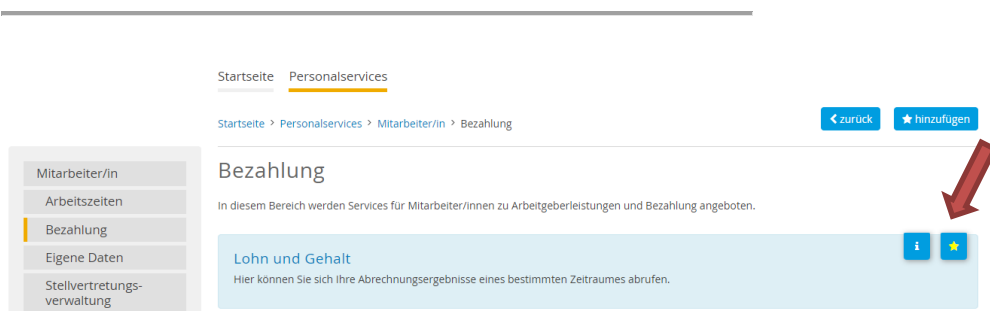 Startseite Personalservices
Startseite > Personalservices > Mitarbeiter/in > Bezahlung
zurück
hinzufügen
Mitarbeiter/in
Arbeitszeiten
Bezahlung
Eigene Daten
Stellvertretungs-
verwaltung
Bezahlung
In diesem Bereich werden Services für Mitarbeiter/innen zu Arbeitgeberleistungen und Bezahlung angeboten.
Lohn und Gehalt
i
Hier können Sie sich Ihre Abrechnungsergebnisse eines bestimmten Zeitraumes abrufen.